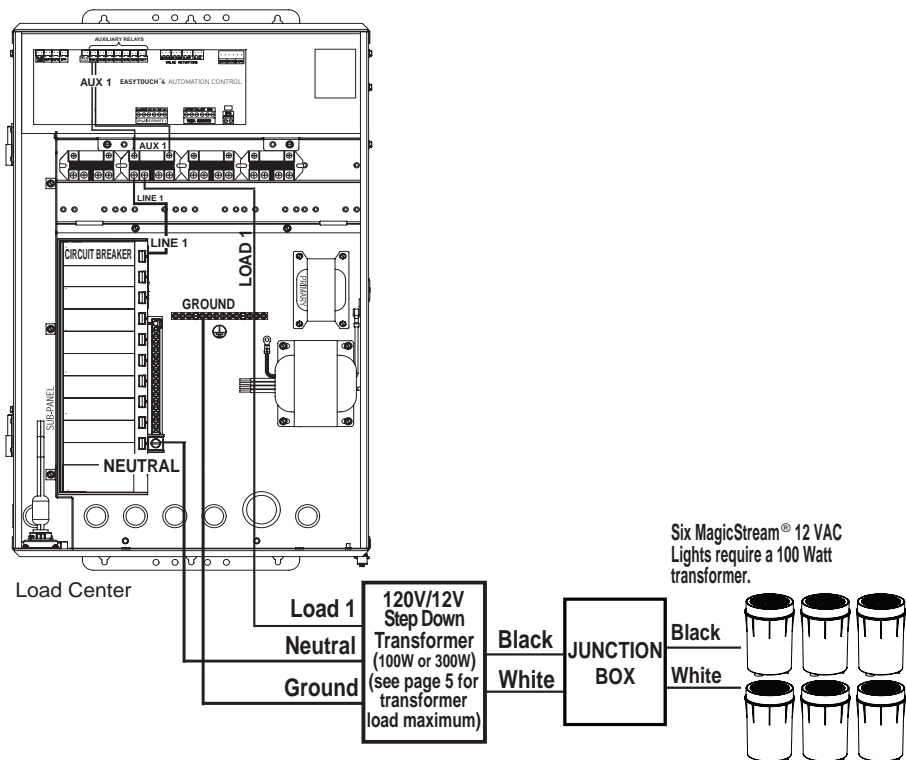 AUXILIARY RELAYS
VALVE ACTUATORS
AUX 1
EASYTOUCH® 4 AUTOMATION CONTROL
AUX 1
LINE 1
LINE 1
LOAD 1
CIRCUIT BREAKER
PRIMARY
GROUND
SUB-PANEL
NEUTRAL
Load Center
Six MagicStream® 12 VAC
Lights require a 100 Watt
transformer.
Load 1
Neutral
Ground
120V/12V
Step Down
Transformer
(100W or 300W)
(see page 5 for
transformer
load maximum)
Black
White
JUNCTION
BOX
Black
White